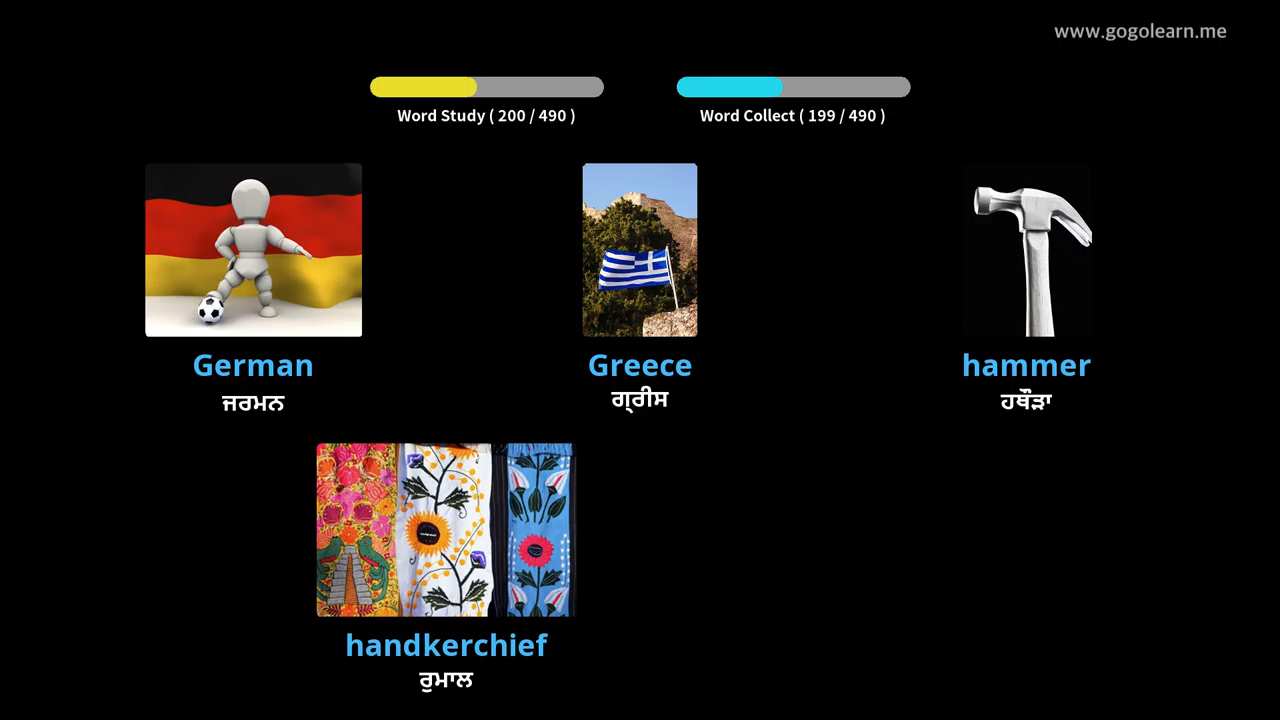 www.gogolearn.me
Word Study ( 200 / 490 )
Word Collect ( 199 / 490 )
German
ਜਰਮਨ
Greece
ਗ੍ਰੀਸ
hammer
ਹਥੌੜਾ
handkerchief
ਰੁਮਾਲ